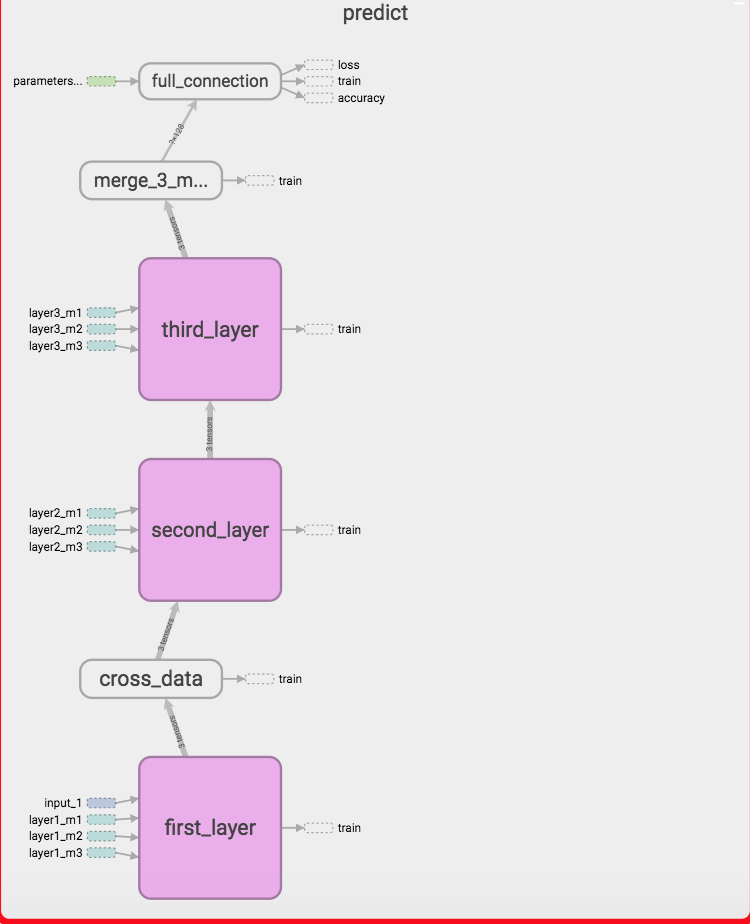 predict
parameters...
full_connection
loss
train
accuracy
?×128
merge_3_m...
train
3 tensors
layer3_m1
layer3_m2
layer3_m3
third_layer
train
3 tensors
layer2_m1
layer2_m2
layer2_m3
second_layer
train
3 tensors
cross_data
train
3 tensors
input_1
layer1_m1
layer1_m2
layer1_m3
first_layer
train